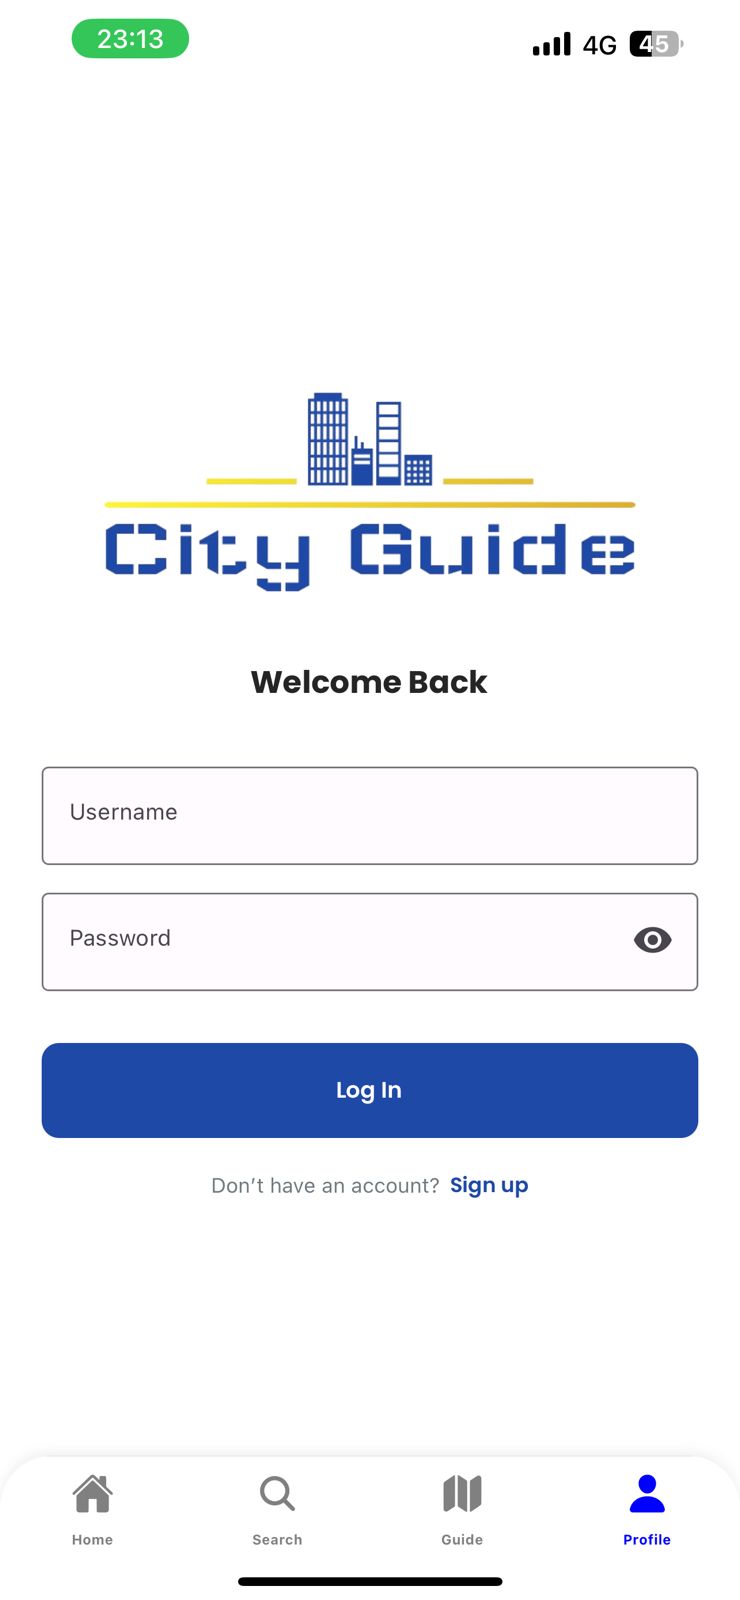 23:13 4G 45
City Guide
Welcome Back
Username
Password
Log In
Don’t have an account? Sign up
Home Search Guide Profile